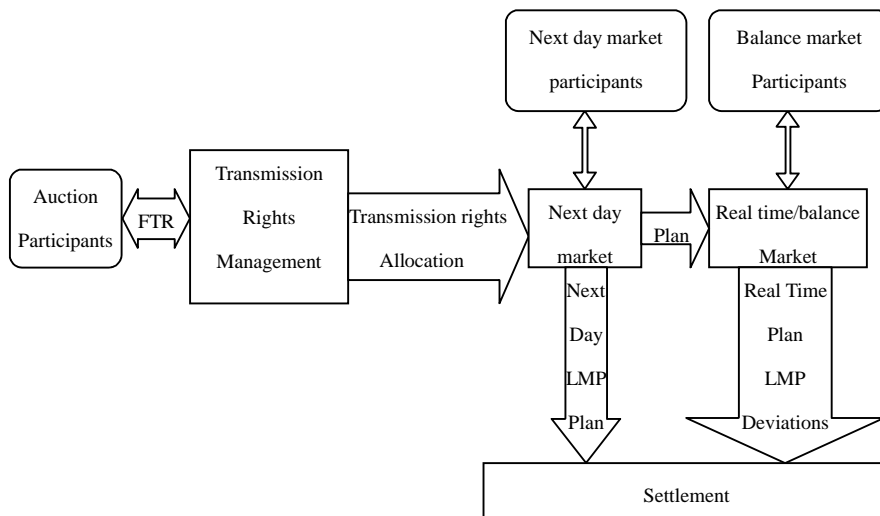 Next day market
participants
Balance market
Participants
Auction
Participants
FTR
Transmission
Rights
Management
Transmission rights
Allocation
Next day
market
Plan
Real time/balance
Market
Next
Day
LMP
Plan
Real Time
Plan
LMP
Deviations
Settlement